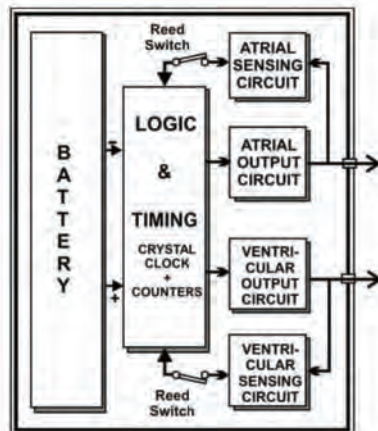 Reed
Switch
ATRIAL
SENSING
CIRCUIT
BATTERY
-
+
LOGIC
&
TIMING
CRYSTAL
CLOCK
+
COUNTERS
ATRIAL
OUTPUT
CIRCUIT
VENTRI-
CULAR
OUTPUT
CIRCUIT
Reed
Switch
VENTRI-
CULAR
SENSING
CIRCUIT